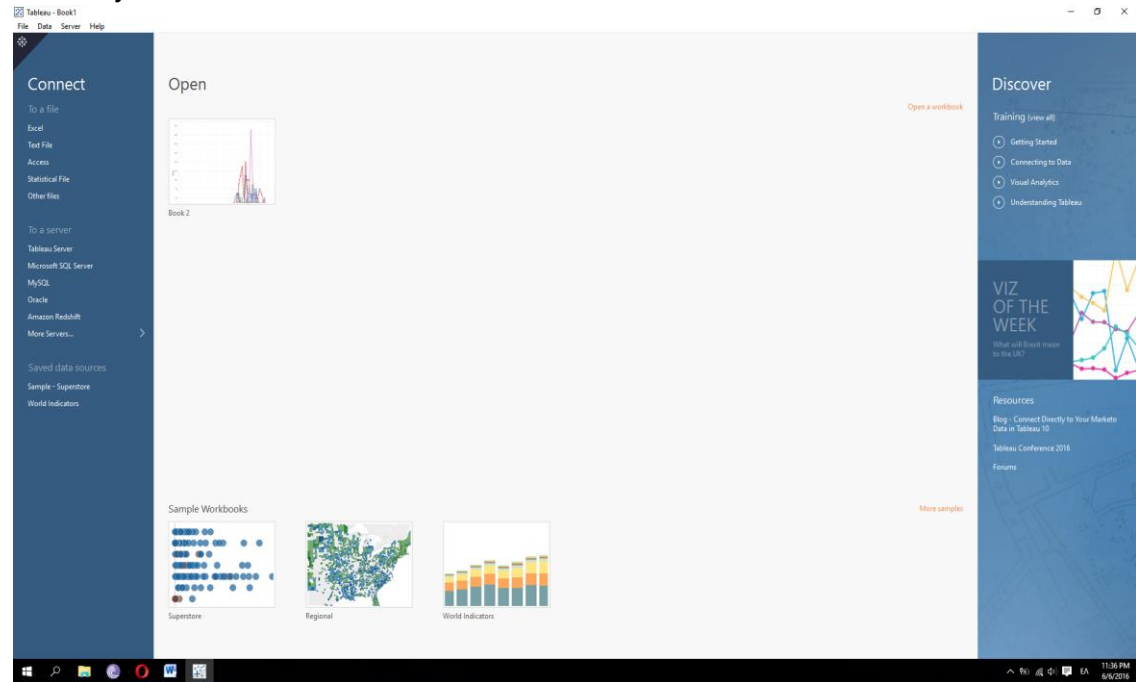 Tableau - Book1
File Data Server Help
Connect
To a file
Excel
Text File
Access
Statistical File
Other files
To a server
Tableau Server
Microsoft SQL Server
MySQL
Oracle
Amazon Redshift
More Servers...
Saved data sources
Sample - Superstore
World Indicators
Open
Open a workbook
Book 2
Sample Workbooks
More samples
Superstore
Regional
World Indicators
Discover
Training (view all)
Getting Started
Connecting to Data
Visual Analytics
Understanding Tableau
VIZ
OF THE
WEEK
What will Brexit mean
to the UK?
Resources
Blog - Connect Directly to Your Marketo
Data in Tableau 10
Tableau Conference 2016
Forums
ΕΛ
11:36 PM
6/6/2016